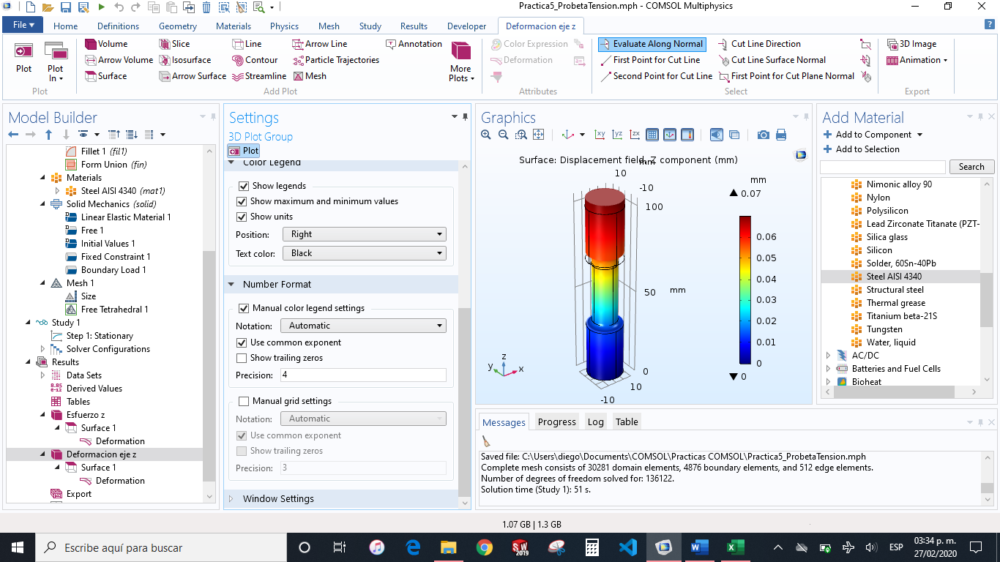 Practica5_ProbetaTension.mph - COMSOL Multiphysics
File Home Definitions Geometry Materials Physics Mesh Study Results Developer Deformacion eje z
Plot
Plot In
Plot
Volume
Arrow Volume
Surface
Slice
Isosurface
Arrow Surface
Line
Contour
Streamline
Arrow Line
Particle Trajectories
Mesh
Annotation
More Plots
Add Plot
Color Expression
Deformation
Attributes
Evaluate Along Normal
First Point for Cut Line
Second Point for Cut Line
Cut Line Direction
Cut Line Surface Normal
First Point for Cut Plane Normal
Select
3D Image
Animation
Export
Model Builder
Fillet 1 (fil1)
Form Union (fin)
Materials
Steel AISI 4340 (mat1)
Solid Mechanics (solid)
Linear Elastic Material 1
Free 1
Initial Values 1
Fixed Constraint 1
Boundary Load 1
Mesh 1
Size
Free Tetrahedral 1
Study 1
Step 1: Stationary
Solver Configurations
Results
Data Sets
8.85
e-12
Derived Values
Tables
Esfuerzo z
Surface 1
Deformation
Deformacion eje z
Surface 1
Deformation
Export
Settings
3D Plot Group
Plot
Color Legend
Show legends
Show maximum and minimum values
Show units
Position: Right
Text color: Black
Number Format
Manual color legend settings
Notation: Automatic
Use common exponent
Show trailing zeros
Precision: 4
Manual grid settings
Notation: Automatic
Use common exponent
Show trailing zeros
Precision: 3
Window Settings
Graphics
xy yz zx
Surface: Displacement field, Z component (mm)
mm
10
-10
100
50
mm
0
10
-10
z
y
x
mm
0.07
0.06
0.05
0.04
0.03
0.02
0.01
0
0
Add Material
Add to Component
Add to Selection
Search
Nimonic alloy 90
Nylon
Polysilicon
Lead Zirconate Titanate (PZT-
Silica glass
Silicon
Solder, 60Sn-40Pb
Steel AISI 4340
Structural steel
Thermal grease
Titanium beta-21S
Tungsten
Water, liquid
AC/DC
Batteries and Fuel Cells
Bioheat
Messages Progress Log Table
Saved file: C:\Users\diego\Documents\COMSOL\Practicas COMSOL\Practica5_ProbetaTension.mph
Complete mesh consists of 30281 domain elements, 4876 boundary elements, and 512 edge elements.
Number of degrees of freedom solved for: 136122.
Solution time (Study 1): 51 s.
1.07 GB | 1.3 GB
Escribe aquí para buscar
SW
2019
ESP
03:34 p. m.
27/02/2020